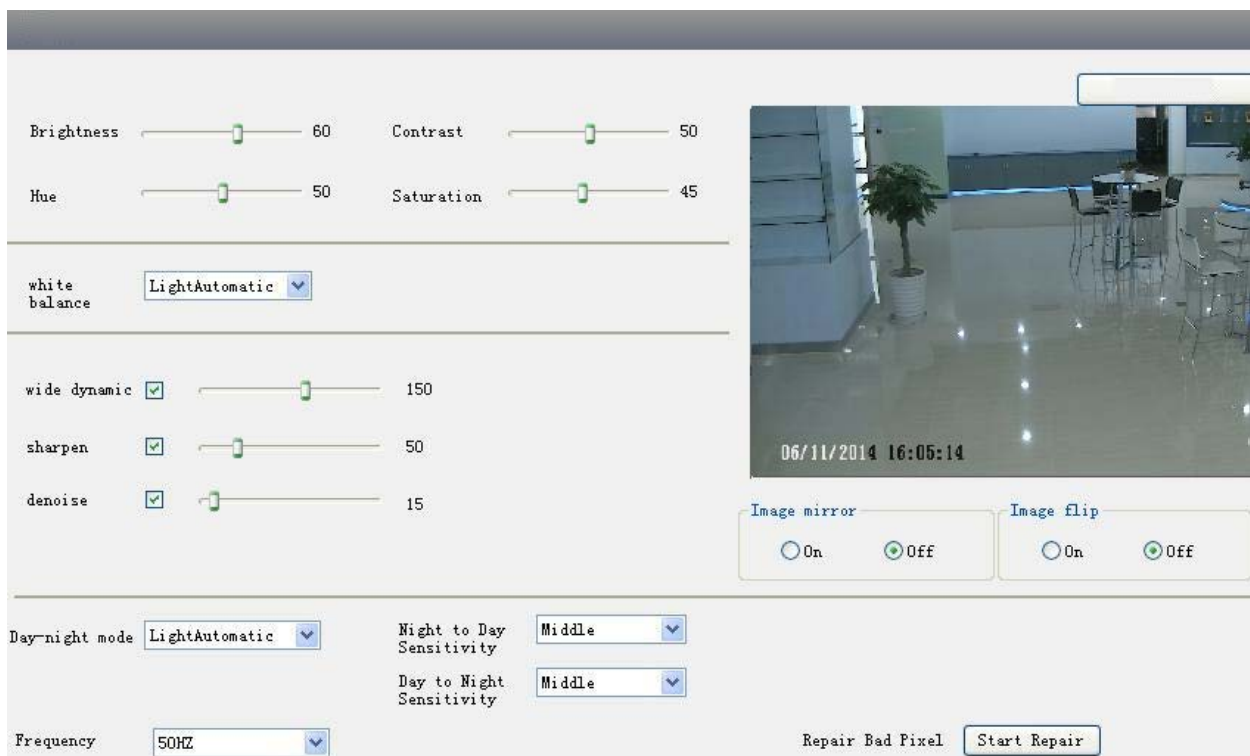 Brightness 60 Contrast 50
Hue 50 Saturation 45
white
balance
LightAutomatic
wide dynamic 150
sharpen 50
denoise 15
06/11/2014 16:05:14
Image mirror
On Off
Image flip
On Off
Day-night mode LightAutomatic
Night to Day
Sensitivity
Middle
Day to Night
Sensitivity
Middle
Frequency 50HZ
Repair Bad Pixel Start Repair